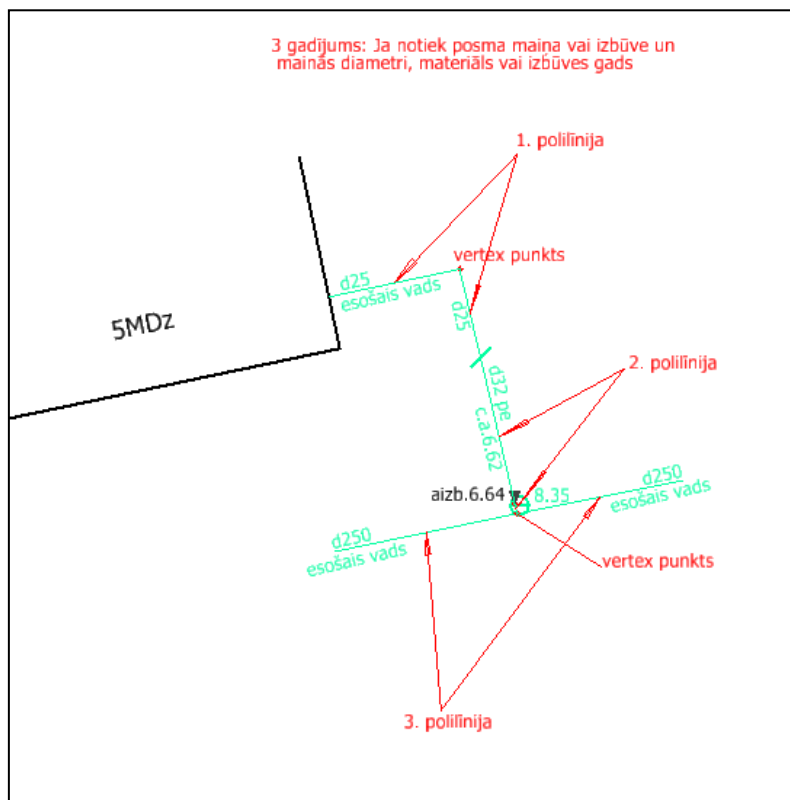 3 gadījums: Ja notiek posma maiņa vai izbūve un
mainās diametri, materiāls vai izbūves gads
1. polilīnija
vertex punkts
d25
esošais vads
5MDz
d25
2. polilīnija
d32 pe
c.a.6.62
aizb.6.64
8.35
d250
esošais vads
d250
esošais vads
vertex punkts
3. polilīnija